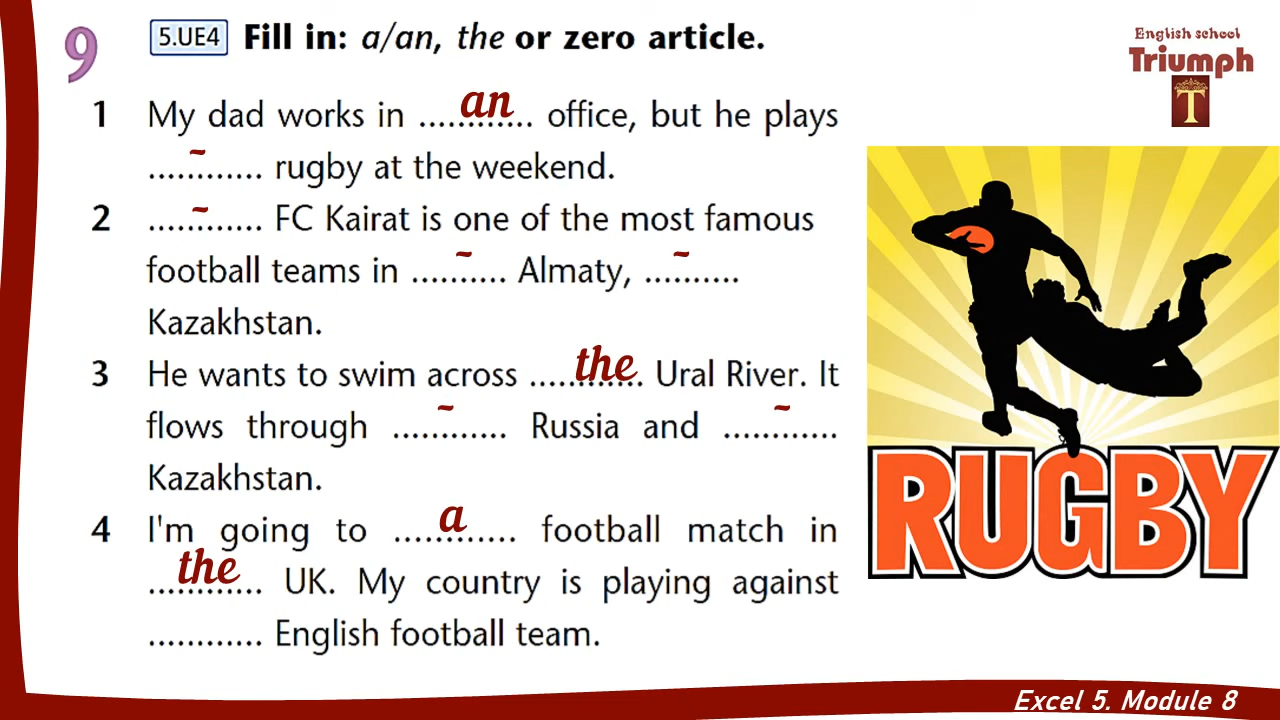 9 5.UE4 Fill in: a/an, the or zero article.
English school
Triumph
T
1 My dad works in ....an.... office, but he plays
.....~..... rugby at the weekend.
2 .....~..... FC Kairat is one of the most famous
football teams in .....~..... Almaty, .....~.....
Kazakhstan.
3 He wants to swim across ....the.... Ural River. It
flows through .....~..... Russia and .....~.....
Kazakhstan.
4 I'm going to .....a..... football match in
....the.... UK. My country is playing against
............ English football team.
RUGBY
Excel 5. Module 8